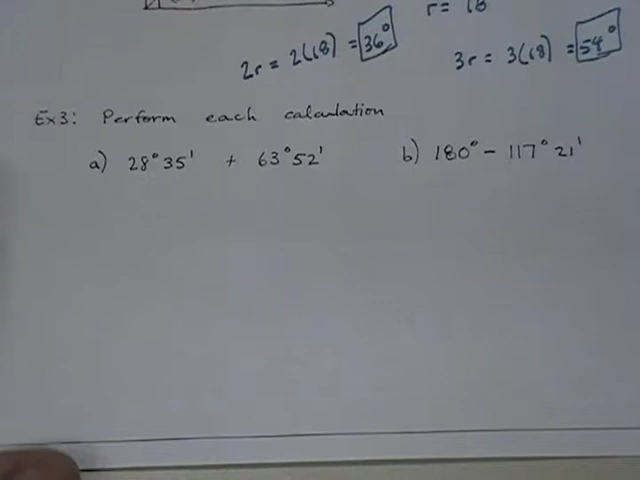 r = 18
2r = 2(18) = 36°
3r = 3(18) = 54°
Ex3: Perform each calculation
a) 28°35' + 63°52'
b) 180° - 117°21'